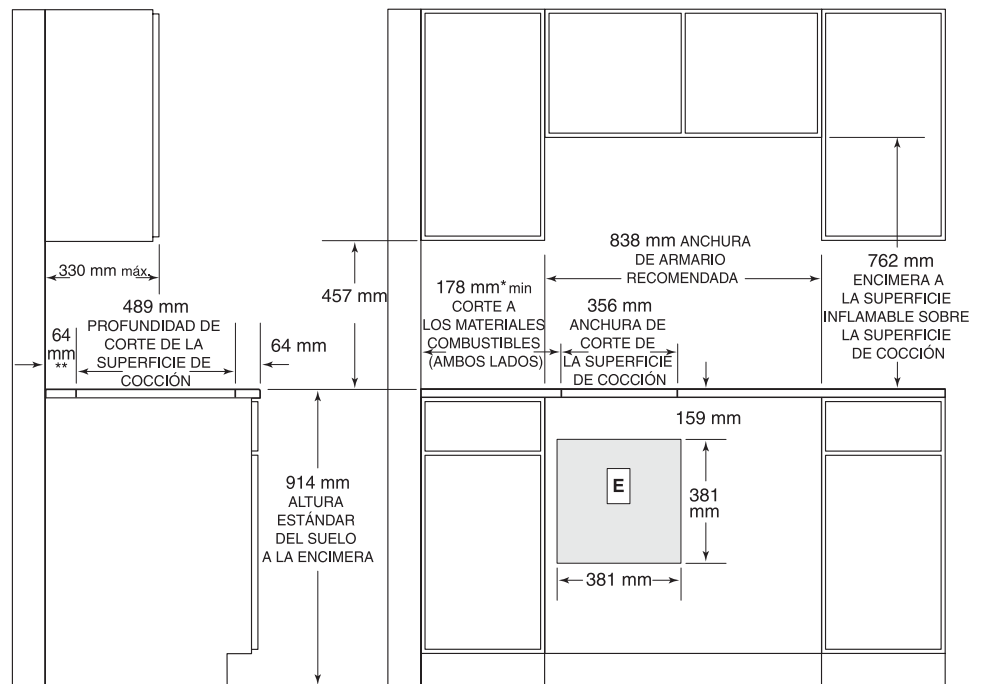 330 mm máx.
489 mm
PROFUNDIDAD DE
CORTE DE LA
SUPERFICIE DE
COCCIÓN
64
mm
**
64 mm
457 mm
914 mm
ALTURA
ESTÁNDAR
DEL SUELO
A LA ENCIMERA
178 mm* min
CORTE A
LOS MATERIALES
COMBUSTIBLES
(AMBOS LADOS)
838 mm ANCHURA
DE ARMARIO
RECOMENDADA
356 mm
ANCHURA DE
CORTE DE
LA SUPERFICIE
DE COCCIÓN
762 mm
ENCIMERA A
LA SUPERFICIE
INFLAMABLE SOBRE
LA SUPERFICIE
DE COCCIÓN
159 mm
E
381
mm
381 mm